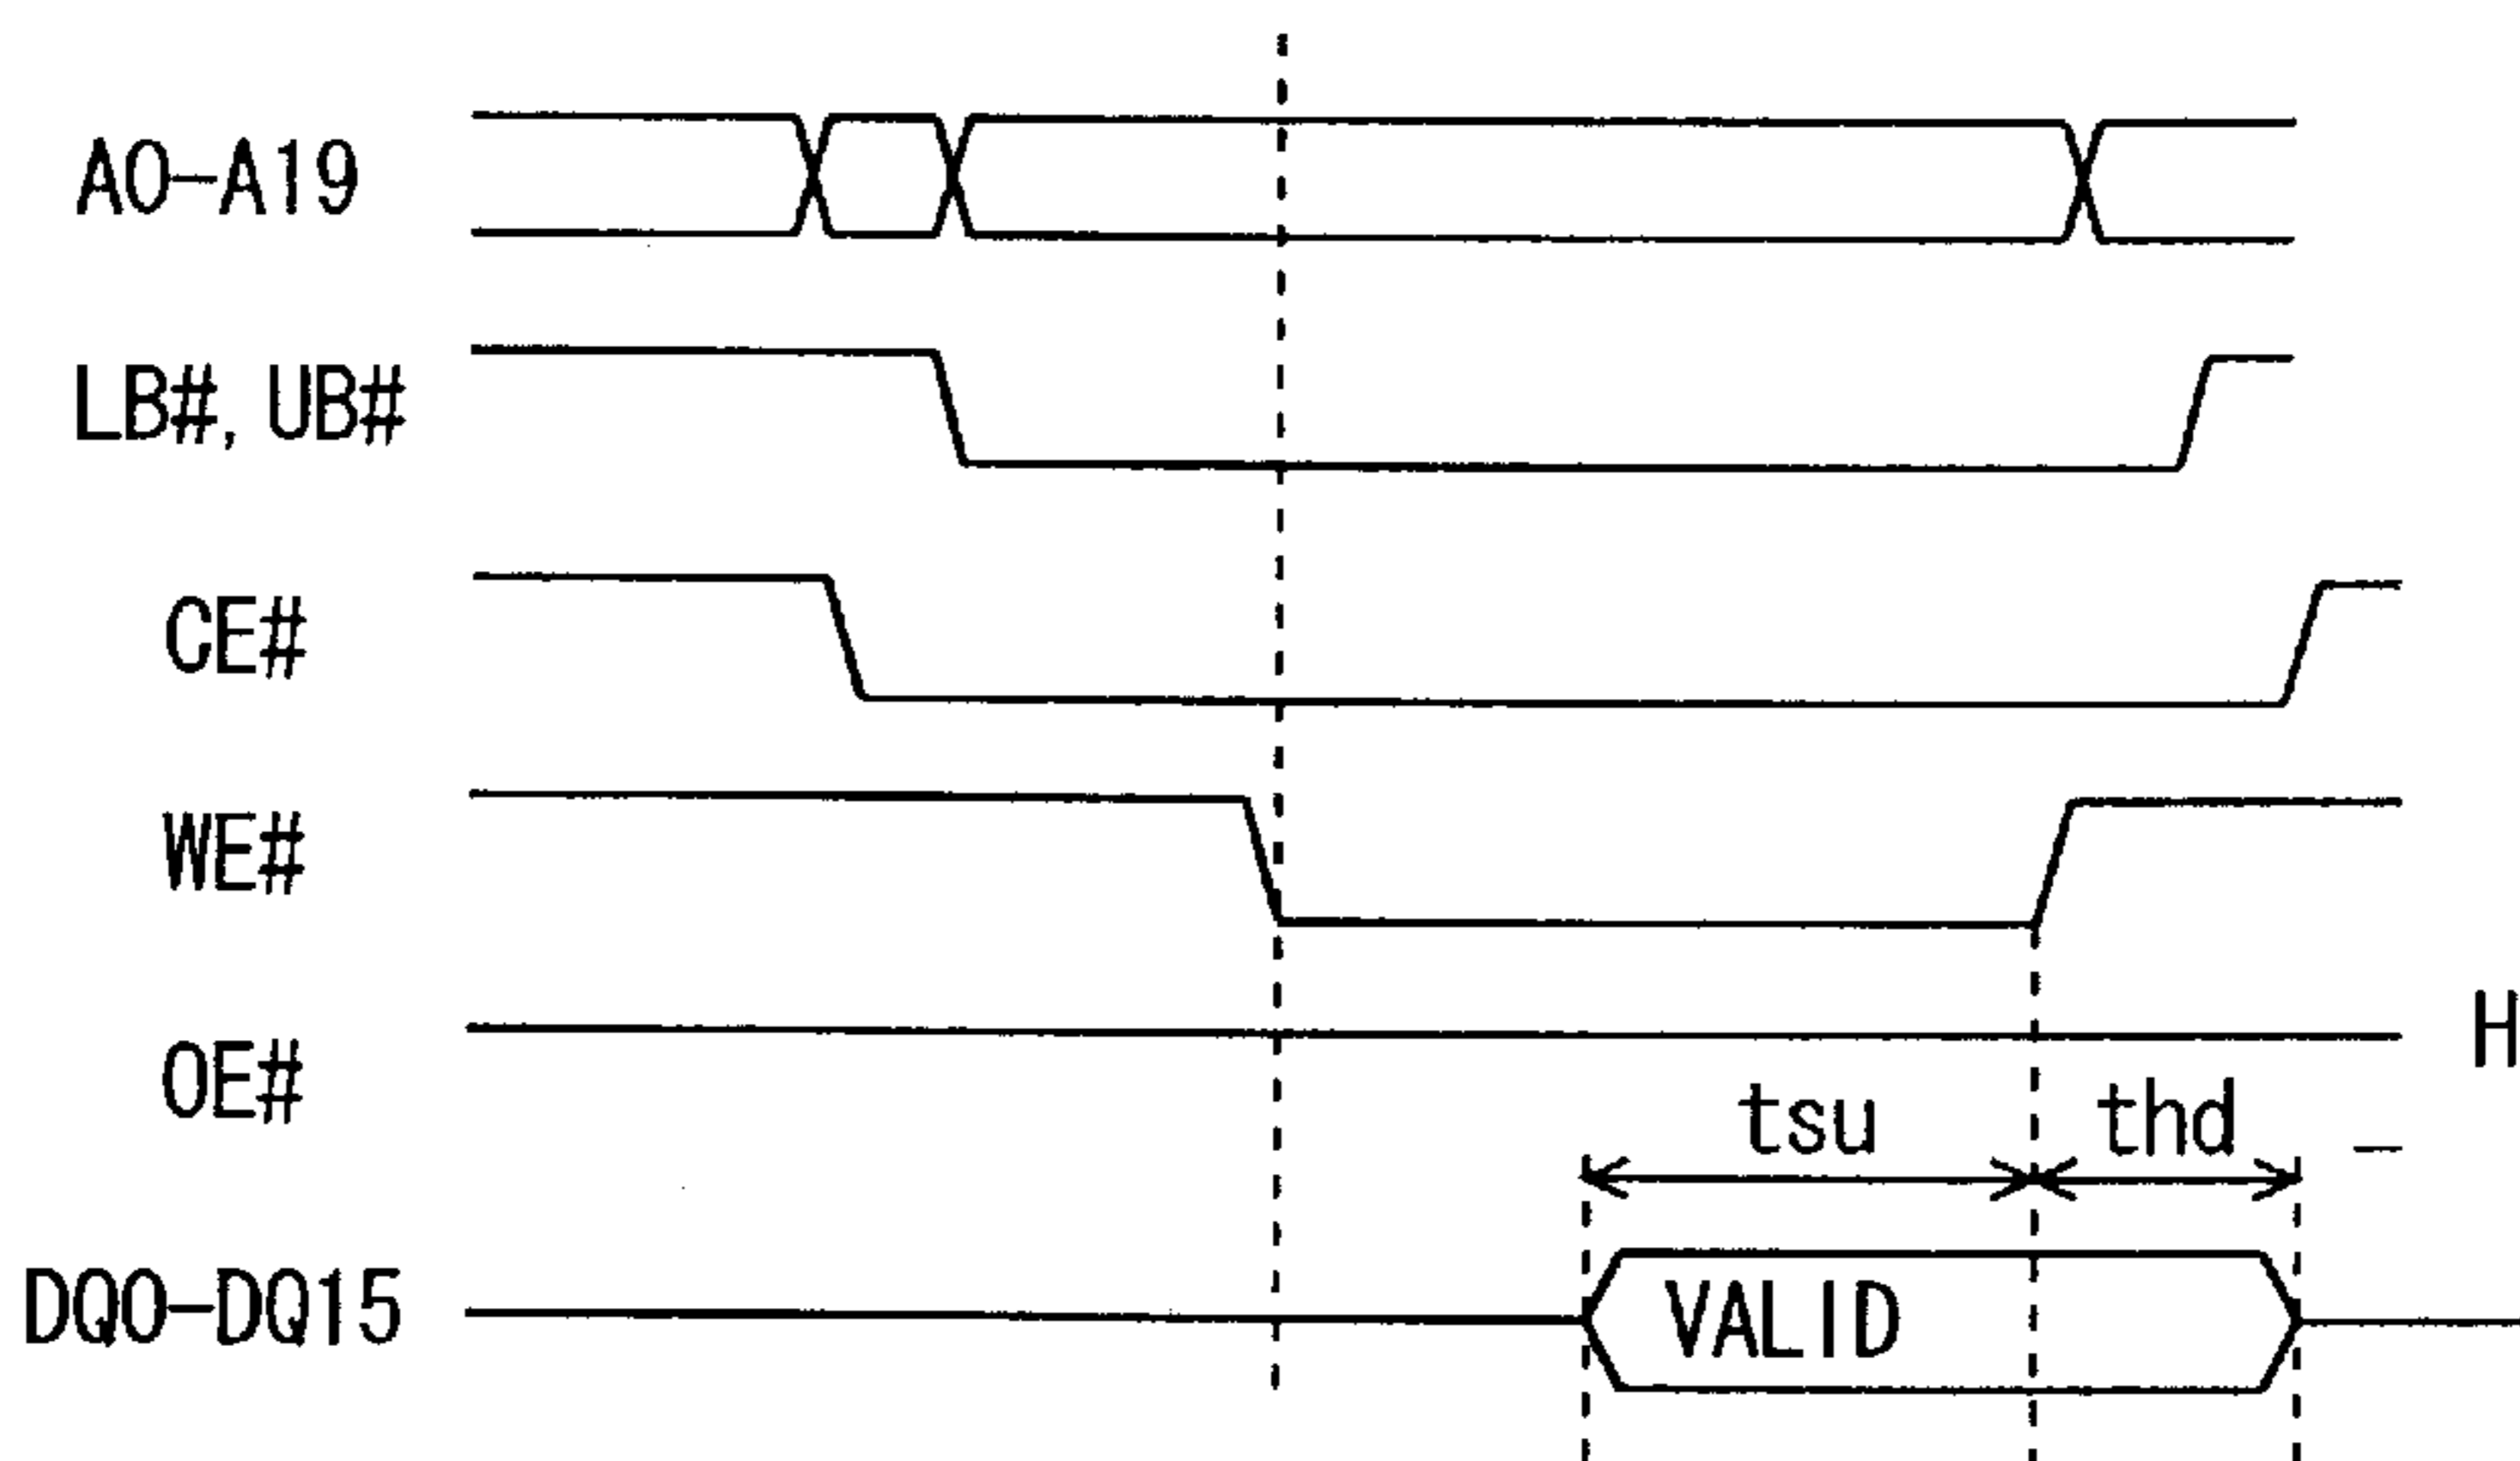 A0-A19
LB#, UB#
CE#
WE#
OE#
H
tsu
thd
DQ0-DQ15
VALID